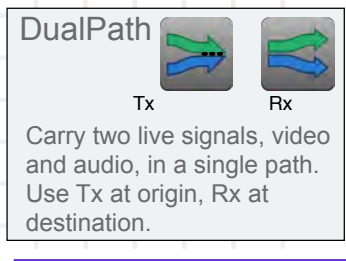 DualPath
Tx Rx
Carry two live signals, video
and audio, in a single path.
Use Tx at origin, Rx at
destination.